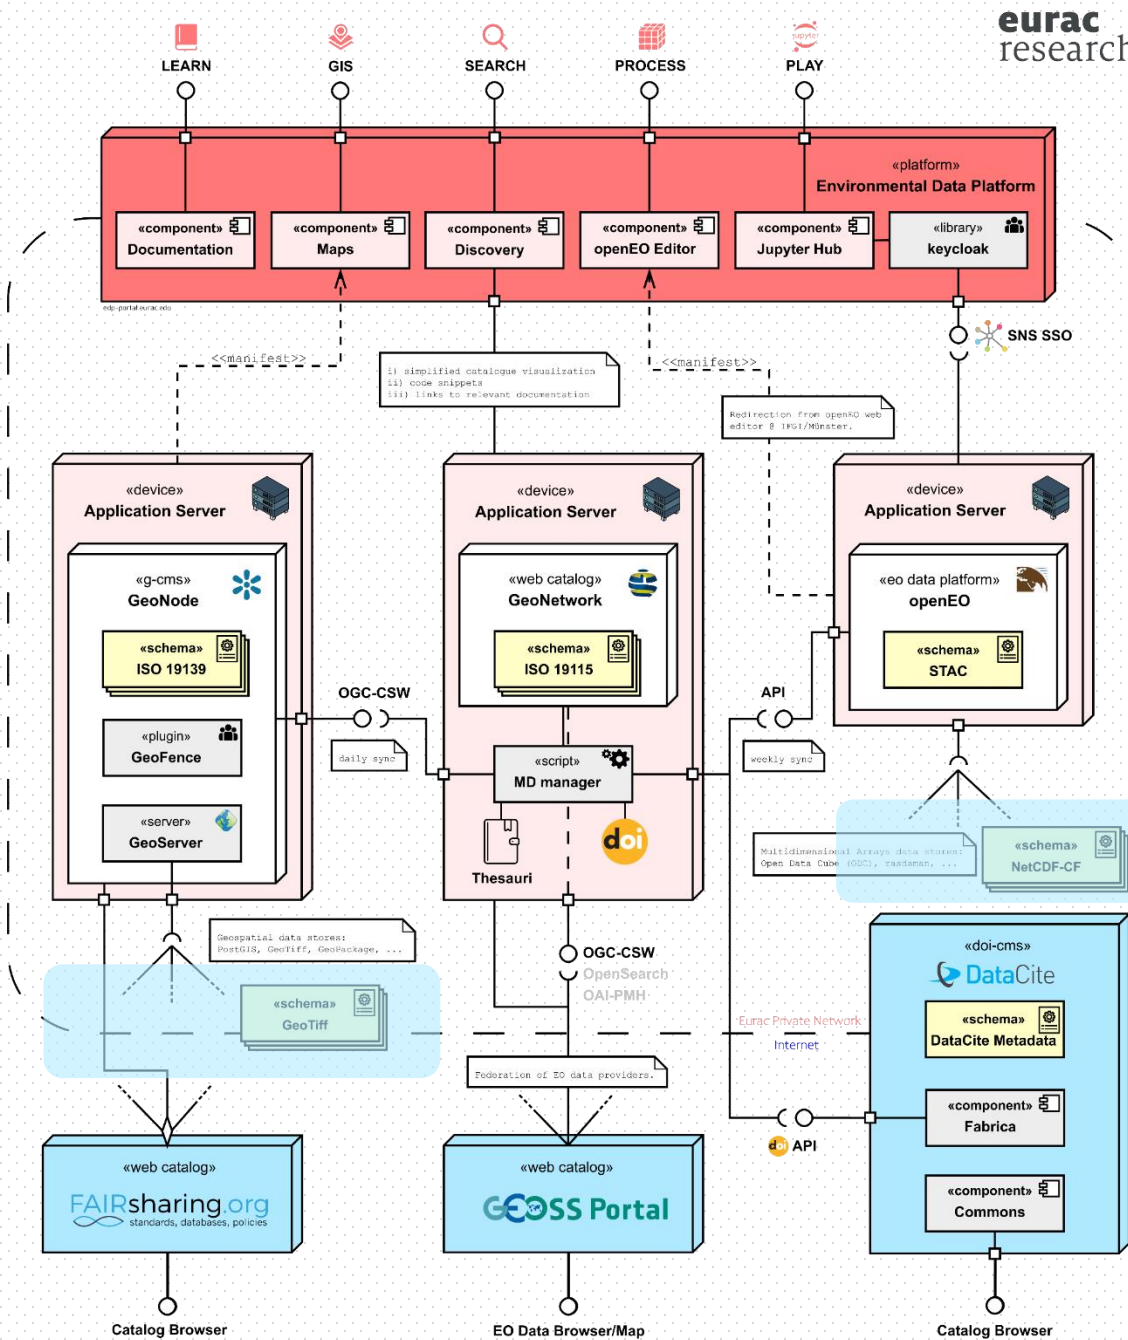 eurac
research
LEARN
GIS
SEARCH
PROCESS
PLAY
jupyter
«platform»
Environmental Data Platform
«component»
Documentation
«component»
Maps
«component»
Discovery
«component»
openEO Editor
«component»
Jupyter Hub
«library»
keycloak
edp-portal.eurac.edu
SNS SSO
<<manifest>>
i) simplified catalogue visualization
ii) code snippets
iii) links to relevant documentation
<<manifest>>
Redirection from openEO web
editor @ IFGI/Münster.
«device»
Application Server
«g-cms»
GeoNode
«schema»
ISO 19139
«plugin»
GeoFence
«server»
GeoServer
OGC-CSW
daily sync
«device»
Application Server
«web catalog»
GeoNetwork
«schema»
ISO 19115
«script»
MD manager
Thesauri
doi
API
weekly sync
«device»
Application Server
«eo data platform»
openEO
«schema»
STAC
Multidimensional Arrays data stores:
Open Data Cube (ODC), rasdaman, ...
«schema»
NetCDF-CF
Geospatial data stores:
PostGIS, GeoTiff, GeoPackage, ...
«schema»
GeoTiff
OGC-CSW
OpenSearch
OAI-PMH
Eurac Private Network
Internet
Federation of EO data providers.
«doi-cms»
DataCite
«schema»
DataCite Metadata
«component»
Fabrica
«component»
Commons
doi API
«web catalog»
FAIRsharing.org
standards, databases, policies
«web catalog»
GEOSS Portal
Catalog Browser
EO Data Browser/Map
Catalog Browser